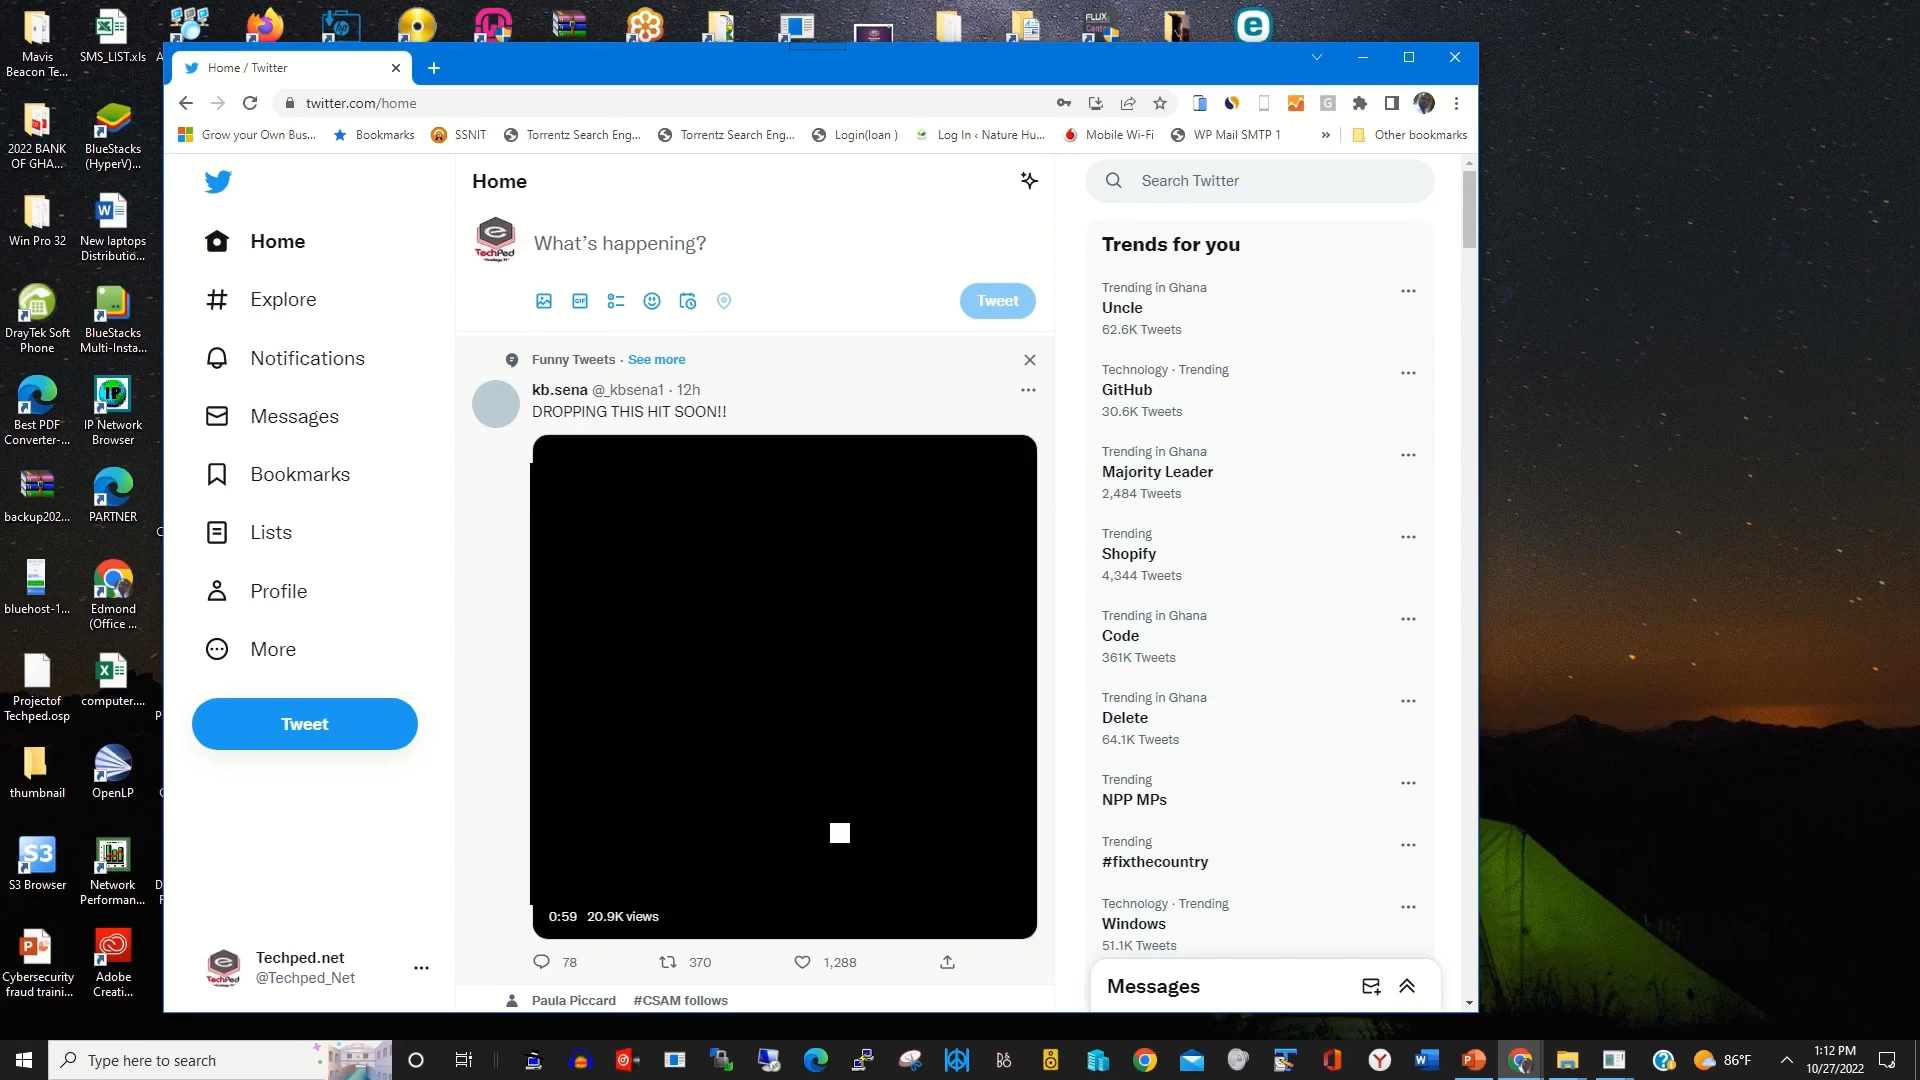 Mavis
Beacon Te...
SMS_LIST.xls
2022 BANK
OF GHA...
BlueStacks
(HyperV)...
Win Pro 32
New laptops
Distributio...
DrayTek Soft
Phone
BlueStacks
Multi-Insta...
Best PDF
Converter-...
IP Network
Browser
backup202...
PARTNER
bluehost-1...
Edmond
(Office ...
Projectof
Techped.osp
computer....
thumbnail
OpenLP
S3 Browser
Network
Performan...
Cybersecurity
fraud traini...
Adobe
Creati...
Home / Twitter
twitter.com/home
Grow your Own Bus...
Bookmarks
SSNIT
Torrentz Search Eng...
Torrentz Search Eng...
Login(loan )
Log In ‹ Nature Hu...
Mobile Wi-Fi
WP Mail SMTP 1
»
Other bookmarks
Home
Explore
Notifications
Messages
Bookmarks
Lists
Profile
More
Tweet
Techped.net
@Techped_Net
Home
What's happening?
GIF
Tweet
Funny Tweets · See more
kb.sena @_kbsena1 · 12h
DROPPING THIS HIT SOON!!
0:59 20.9K views
78 370 1,288
Paula Piccard #CSAM follows
Search Twitter
Trends for you
Trending in Ghana
Uncle
62.6K Tweets
Technology · Trending
GitHub
30.6K Tweets
Trending in Ghana
Majority Leader
2,484 Tweets
Trending
Shopify
4,344 Tweets
Trending in Ghana
Code
361K Tweets
Trending in Ghana
Delete
64.1K Tweets
Trending
NPP MPs
Trending
#fixthecountry
Technology · Trending
Windows
51.1K Tweets
Messages
Type here to search
86°F
1:12 PM
10/27/2022